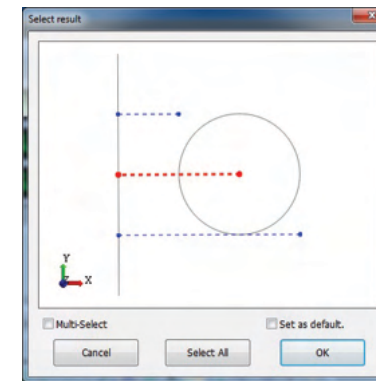 Select result
Y
Z X
Multi-Select
Set as default.
Cancel
Select All
OK